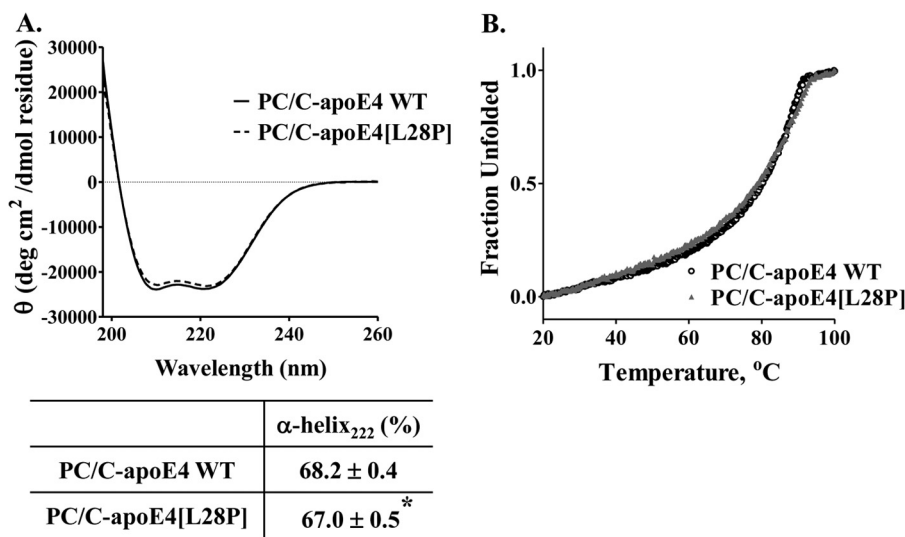 A.
θ (deg cm² /dmol residue)
30000
20000
10000
0
-10000
-20000
-30000
PC/C-apoE4 WT
PC/C-apoE4[L28P]
200
220
240
260
Wavelength (nm)
α-helix₂₂₂ (%)
PC/C-apoE4 WT
68.2 ± 0.4
PC/C-apoE4[L28P]
67.0 ± 0.5*
B.
Fraction Unfolded
1.0
0.5
0.0
PC/C-apoE4 WT
PC/C-apoE4[L28P]
20
40
60
80
100
Temperature, °C